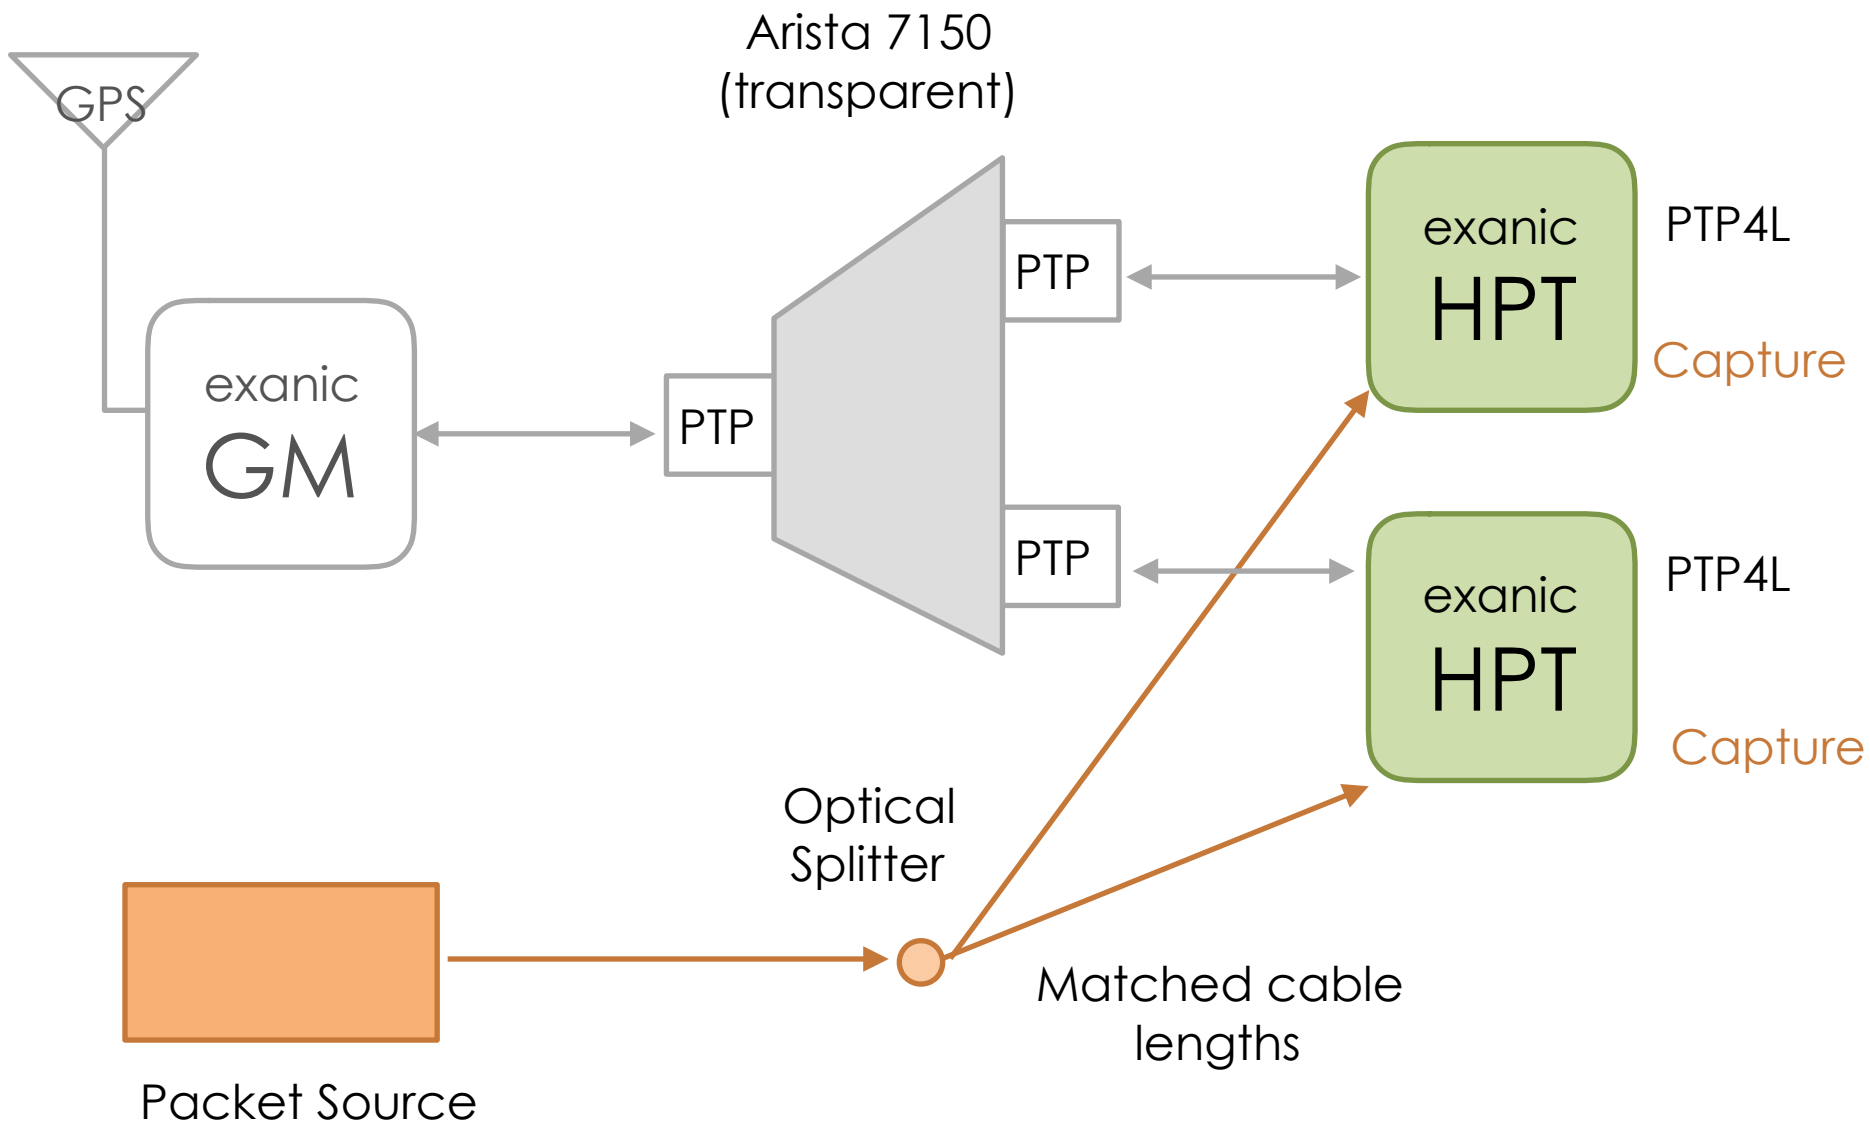 Arista 7150
(transparent)
GPS
exanic
GM
PTP
PTP
PTP
exanic
HPT
PTP4L
Capture
exanic
HPT
PTP4L
Capture
Optical
Splitter
Matched cable
lengths
Packet Source